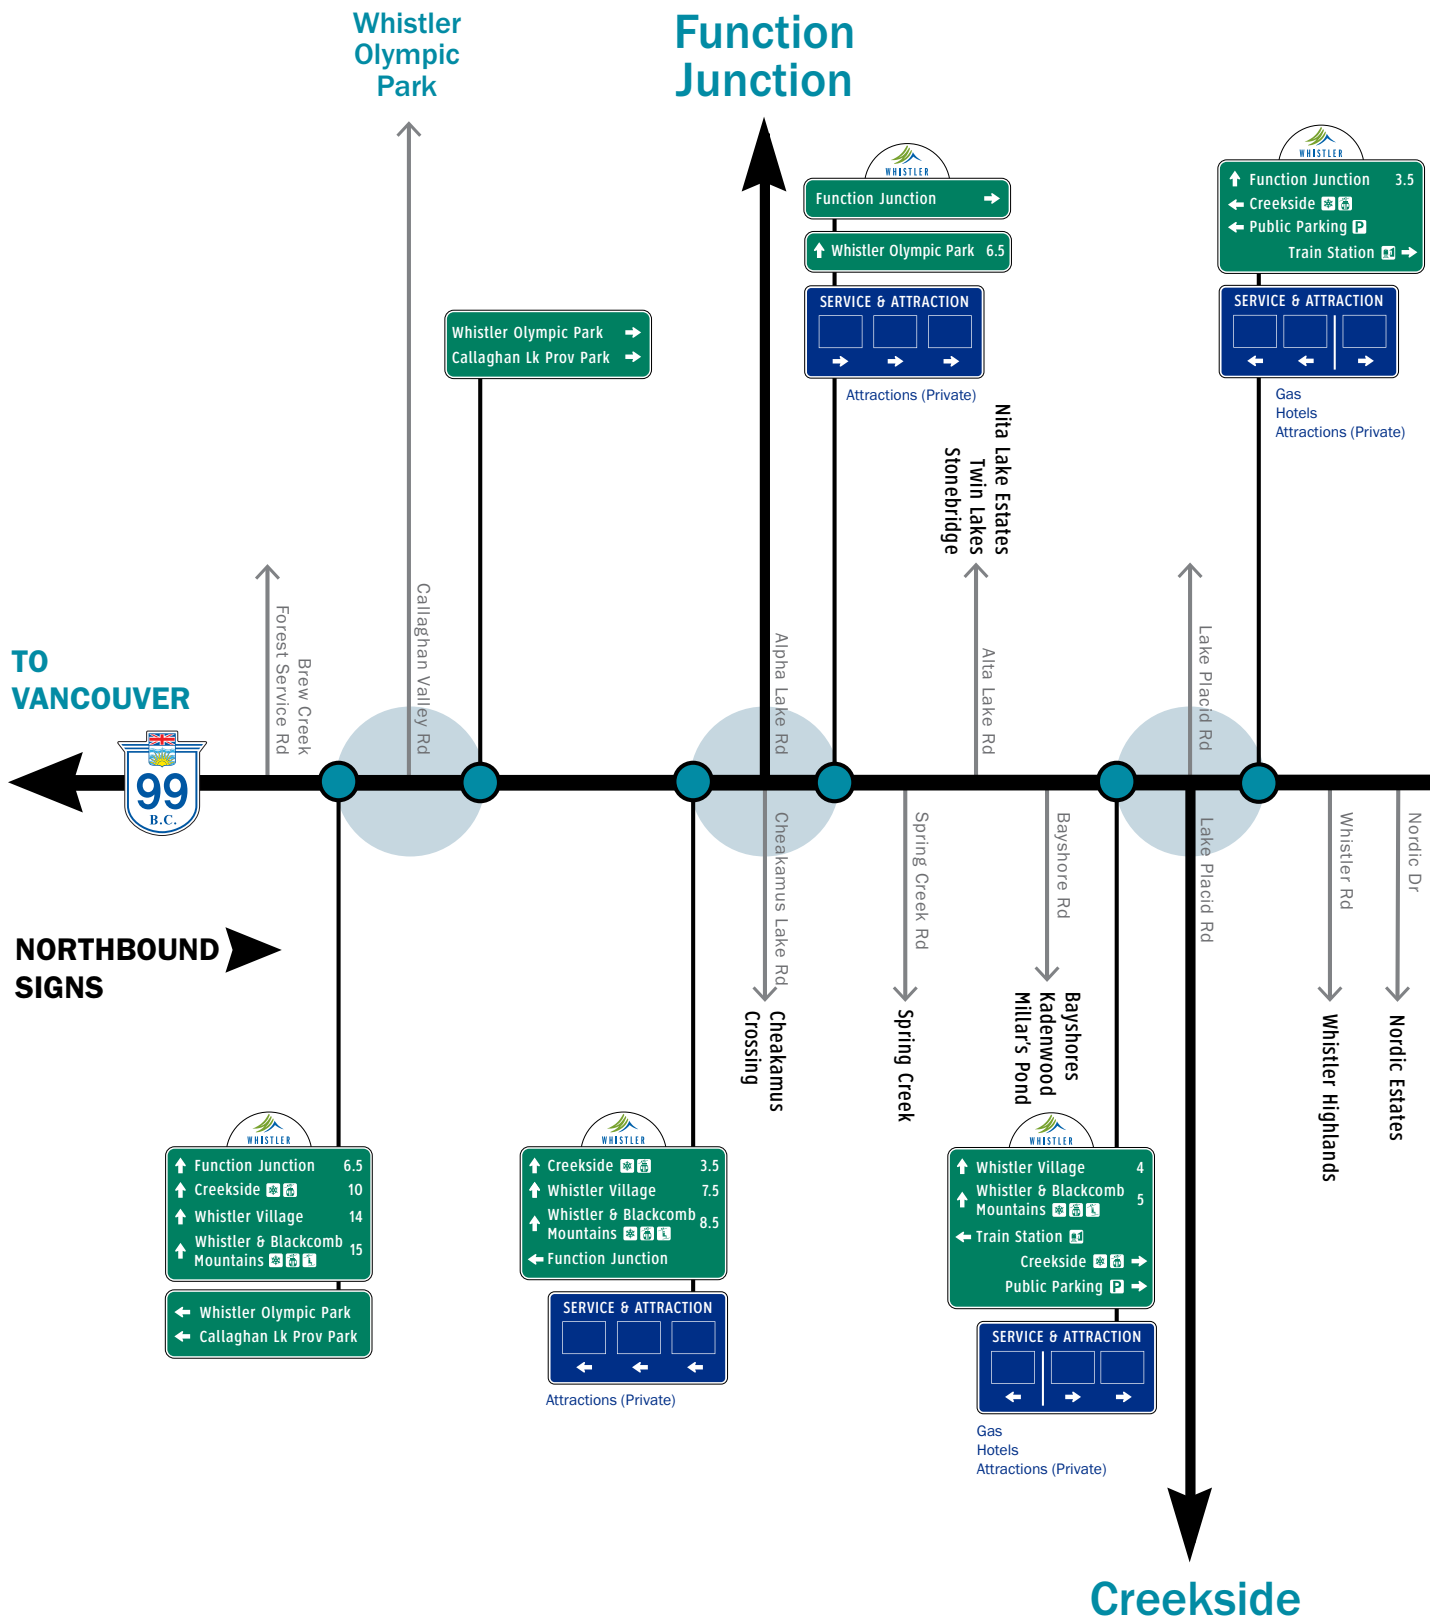 Whistler
Olympic
Park
Function
Junction
WHISTLER
Function Junction
Whistler Olympic Park 6.5
SERVICE & ATTRACTION
Attractions (Private)
WHISTLER
Function Junction 3.5
Creekside
Public Parking P
Train Station
SERVICE & ATTRACTION
Gas
Hotels
Attractions (Private)
Whistler Olympic Park
Callaghan Lk Prov Park
Nita Lake Estates
Twin Lakes
Stonebridge
Brew Creek
Forest Service Rd
Callaghan Valley Rd
Alpha Lake Rd
Alta Lake Rd
Lake Placid Rd
TO
VANCOUVER
99
B.C.
Cheakamus Lake Rd
Spring Creek Rd
Bayshore Rd
Lake Placid Rd
Whistler Rd
Nordic Dr
NORTHBOUND
SIGNS
Cheakamus
Crossing
Spring Creek
Bayshores
Kadenwood
Millar's Pond
Whistler Highlands
Nordic Estates
WHISTLER
Function Junction 6.5
Creekside 10
Whistler Village 14
Whistler & Blackcomb
Mountains 15
Whistler Olympic Park
Callaghan Lk Prov Park
WHISTLER
Creekside 3.5
Whistler Village 7.5
Whistler & Blackcomb
Mountains 8.5
Function Junction
SERVICE & ATTRACTION
Attractions (Private)
WHISTLER
Whistler Village 4
Whistler & Blackcomb
Mountains 5
Train Station
Creekside
Public Parking P
SERVICE & ATTRACTION
Gas
Hotels
Attractions (Private)
Creekside